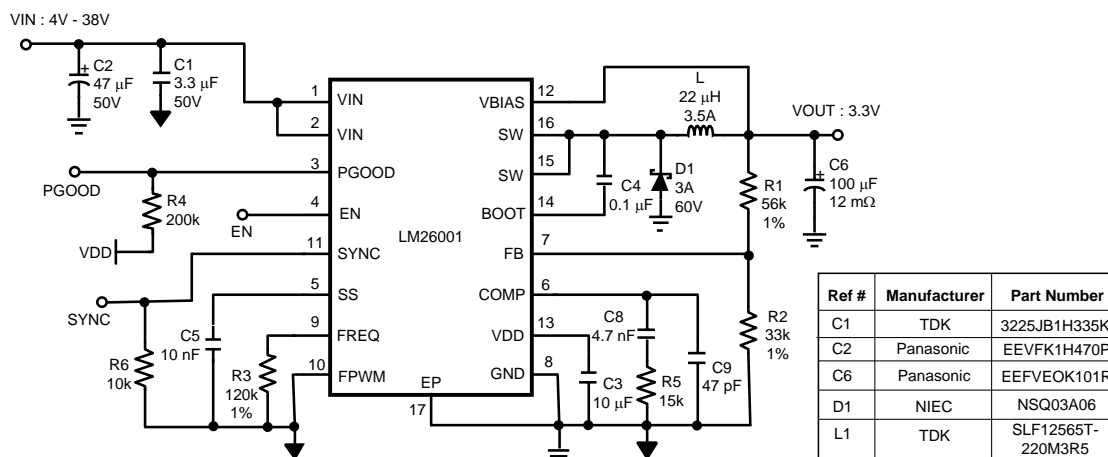 VIN : 4V - 38V
C2
47 μF
50V
C1
3.3 μF
50V
PGOOD
R4
200k
VDD
EN
SYNC
R6
10k
C5
10 nF
R3
120k
1%
1
VIN
2
VIN
3
PGOOD
4
EN
11
SYNC
5
SS
9
FREQ
10
FPWM
LM26001
EP
17
VBIAS
12
SW
16
SW
15
BOOT
14
FB
7
COMP
6
VDD
13
GND
8
L
22 μH
3.5A
VOUT : 3.3V
C4
0.1 μF
D1
3A
60V
R1
56k
1%
C6
100 μF
12 mΩ
C8
4.7 nF
C3
10 μF
R5
15k
C9
47 pF
R2
33k
1%
Ref # Manufacturer Part Number
C1 TDK 3225JB1H335K
C2 Panasonic EEVFK1H470P
C6 Panasonic EEFVEOK101R
D1 NIEC NSQ03A06
L1 TDK SLF12565T-
220M3R5